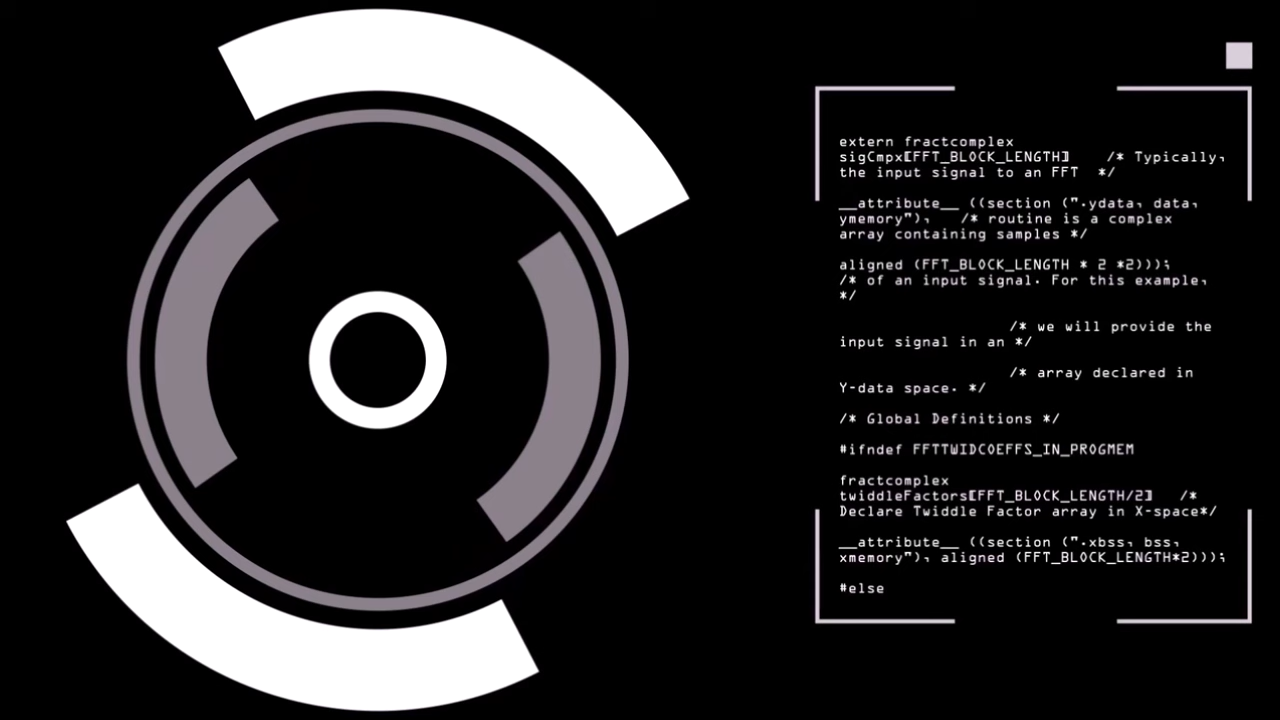 extern fractcomplex
sigCmpx[FFT_BLOCK_LENGTH]    /* Typically,
the input signal to an FFT  */
__attribute__ ((section (".ydata, data,
ymemory"),   /* routine is a complex
array containing samples */
aligned (FFT_BLOCK_LENGTH * 2 *2)));
/* of an input signal. For this example,
*/
/* we will provide the
input signal in an */
/* array declared in
Y-data space. */
/* Global Definitions */
#ifndef FFTTWIDCOEFFS_IN_PROGMEM
fractcomplex
twiddleFactors[FFT_BLOCK_LENGTH/2]   /*
Declare Twiddle Factor array in X-space*/
__attribute__ ((section (".xbss, bss,
xmemory"), aligned (FFT_BLOCK_LENGTH*2)));
#else